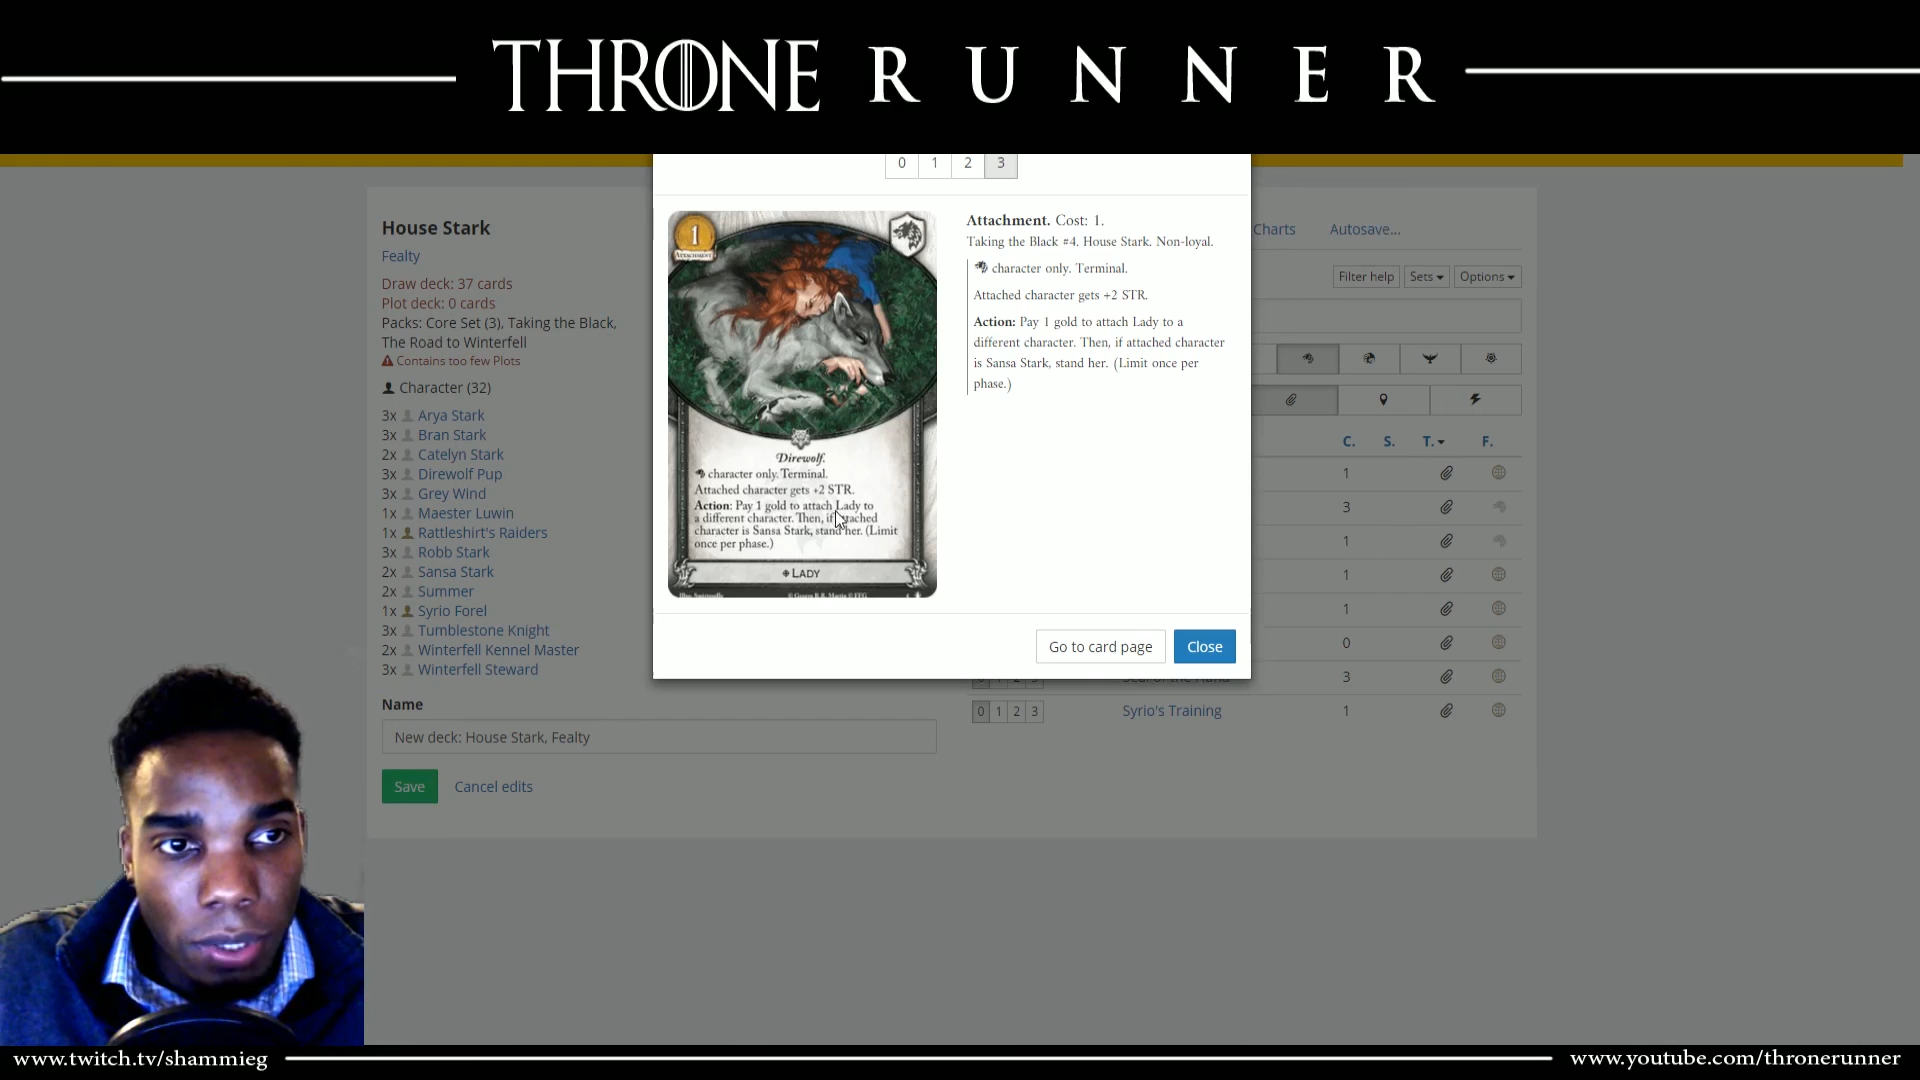 THRONE RUNNER
0 1 2 3
House Stark
Fealty
Draw deck: 37 cards
Plot deck: 0 cards
Packs: Core Set (3), Taking the Black,
The Road to Winterfell
Contains too few Plots
Character (32)
3x Arya Stark
3x Bran Stark
2x Catelyn Stark
3x Direwolf Pup
3x Grey Wind
1x Maester Luwin
1x Rattleshirt's Raiders
3x Robb Stark
2x Sansa Stark
2x Summer
1x Syrio Forel
3x Tumblestone Knight
2x Winterfell Kennel Master
3x Winterfell Steward
Name
New deck: House Stark, Fealty
Save Cancel edits
1
Attachment
Direwolf.
character only. Terminal.
Attached character gets +2 STR.
Action: Pay 1 gold to attach Lady to
a different character. Then, if attached
character is Sansa Stark, stand her. (Limit
once per phase.)
LADY
© George R.R. Martin © FFG 4
Attachment. Cost: 1.
Taking the Black #4. House Stark. Non-loyal.
character only. Terminal.
Attached character gets +2 STR.
Action: Pay 1 gold to attach Lady to a
different character. Then, if attached character
is Sansa Stark, stand her. (Limit once per
phase.)
Go to card page Close
Charts Autosave...
Filter help Sets Options
C. S. T. F.
1
3
1
1
1
0
3
0 1 2 3 Syrio's Training 1
www.twitch.tv/shammieg
www.youtube.com/thronerunner